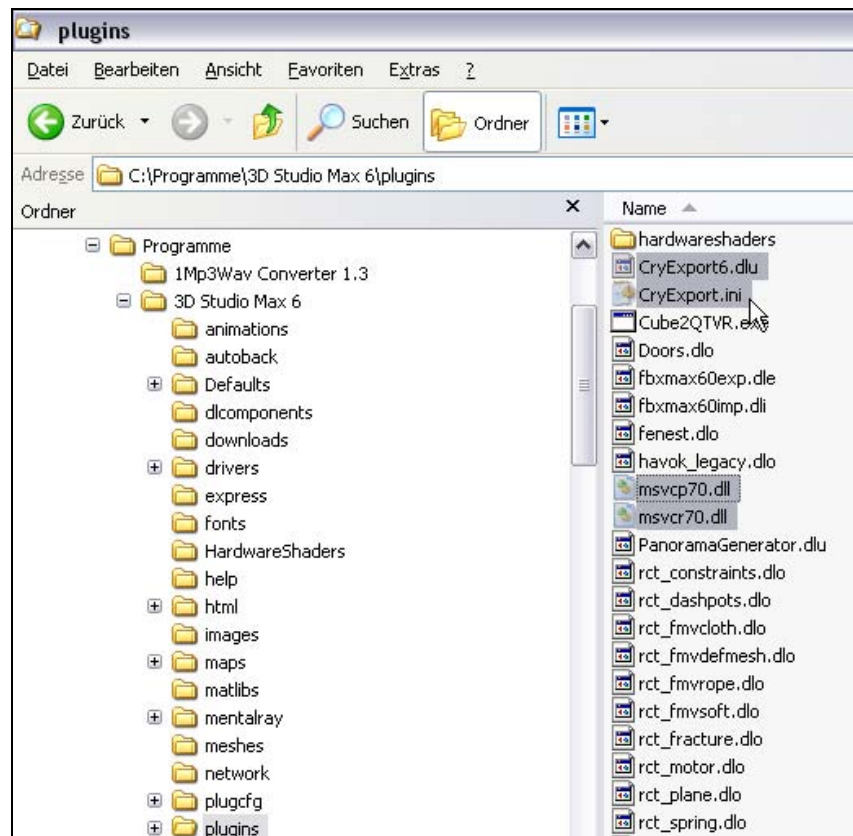 plugins
Datei Bearbeiten Ansicht Favoriten Extras ?
Zurück Suchen Ordner
Adresse C:\Programme\3D Studio Max 6\plugins
Ordner
Programme
1Mp3Wav Converter 1.3
3D Studio Max 6
animations
autoback
Defaults
dlcomponents
downloads
drivers
express
fonts
HardwareShaders
help
html
images
maps
matlibs
mentalray
meshes
network
plugcfg
plugins
Name
hardwareshaders
CryExport6.dlu
CryExport.ini
Cube2QTVR.exe
Doors.dlo
fbxmax60exp.dle
fbxmax60imp.dli
fenest.dlo
havok_legacy.dlo
msvcp70.dll
msvcr70.dll
PanoramaGenerator.dlu
rct_constraints.dlo
rct_dashpots.dlo
rct_fmvcloth.dlo
rct_fmvdefmesh.dlo
rct_fmvrope.dlo
rct_fmvsoft.dlo
rct_fracture.dlo
rct_motor.dlo
rct_plane.dlo
rct_spring.dlo